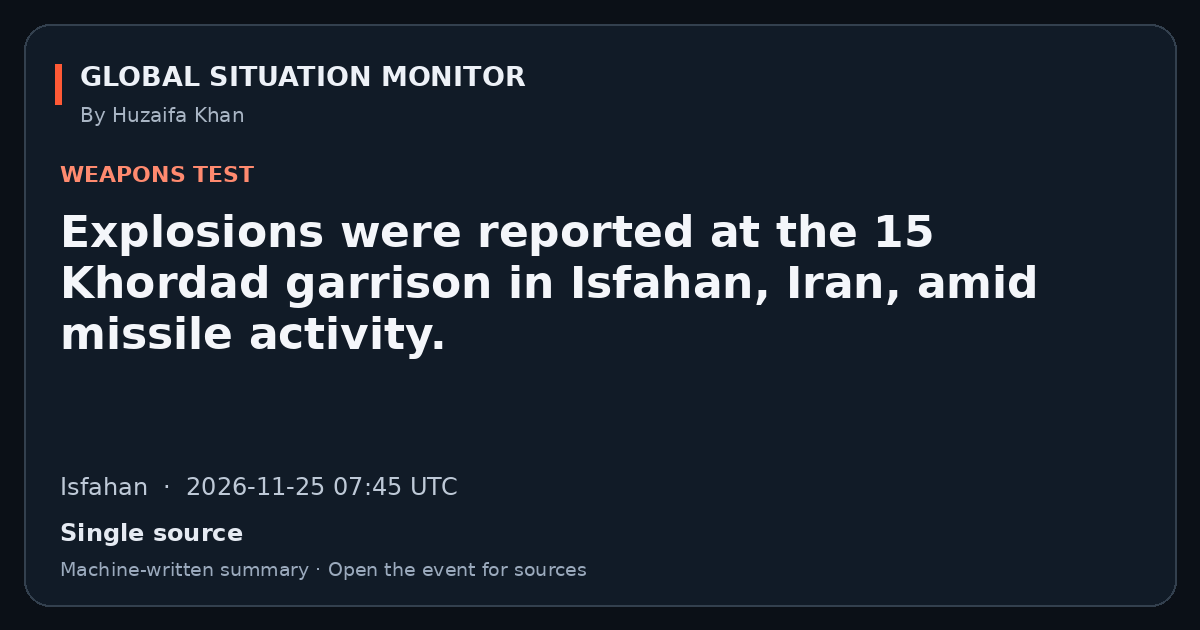 GLOBAL SITUATION MONITOR
By Huzaifa Khan
WEAPONS TEST
Explosions were reported at the 15
Khordad garrison in Isfahan, Iran, amid
missile activity.
Isfahan · 2026-11-25 07:45 UTC
Single source
Machine-written summary · Open the event for sources